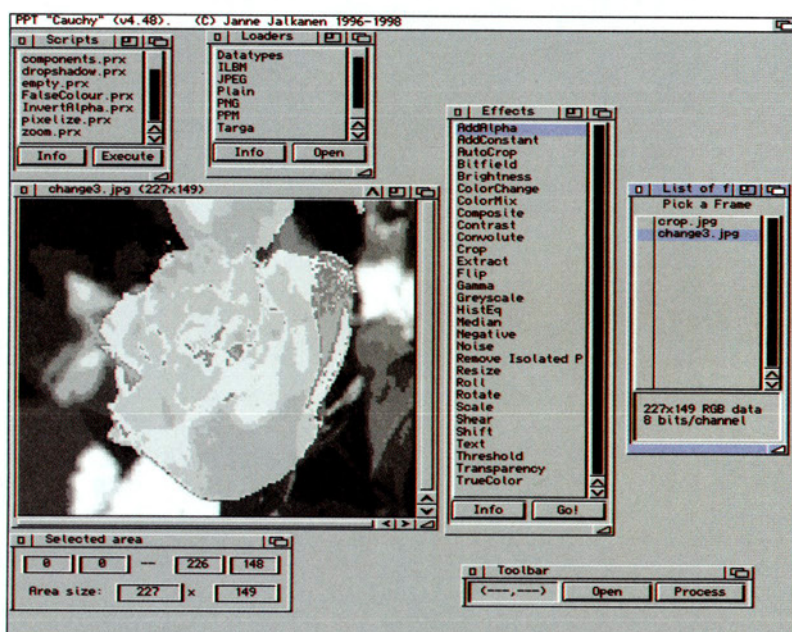 PPT "Cauchy" (v4.48).    (C) Janne Jalkanen 1996-1998
Scripts
components.prx
dropshadow.prx
empty.prx
FalseColour.prx
InvertAlpha.prx
pixelize.prx
zoom.prx
Info
Execute
Loaders
Datatypes
ILBM
JPEG
Plain
PNG
PPM
Targa
Info
Open
change3.jpg (227x149)
Effects
AddAlpha
AddConstant
AutoCrop
Bitfield
Brightness
ColorChange
ColorMix
Composite
Contrast
Convolute
Crop
Extract
Flip
Gamma
Greyscale
HistEq
Median
Negative
Noise
Remove Isolated P
Resize
Roll
Rotate
Scale
Shear
Shift
Text
Threshold
Transparency
TrueColor
Info
Go!
List of f
Pick a Frame
crop.jpg
change3.jpg
227x149 RGB data
8 bits/channel
Selected area
0 0 -- 226 148
Area size: 227 x 149
Toolbar
(---,---)
Open
Process